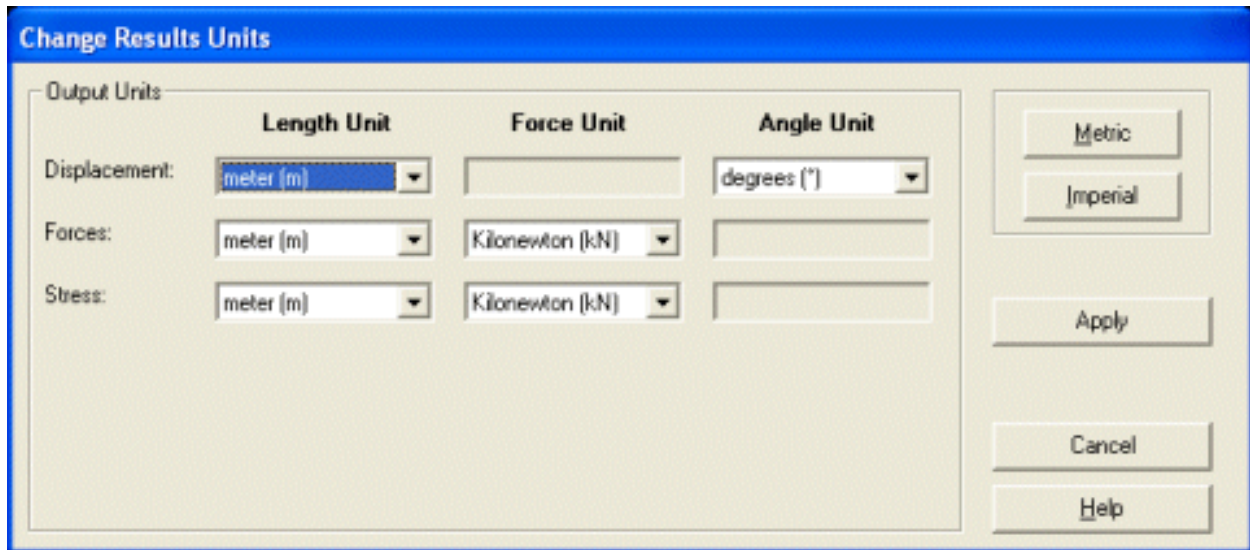 Change Results Units
Output Units
Length Unit Force Unit Angle Unit
Displacement: meter (m) degrees (°)
Forces: meter (m) Kilonewton (kN)
Stress: meter (m) Kilonewton (kN)
Metric
Imperial
Apply
Cancel
Help